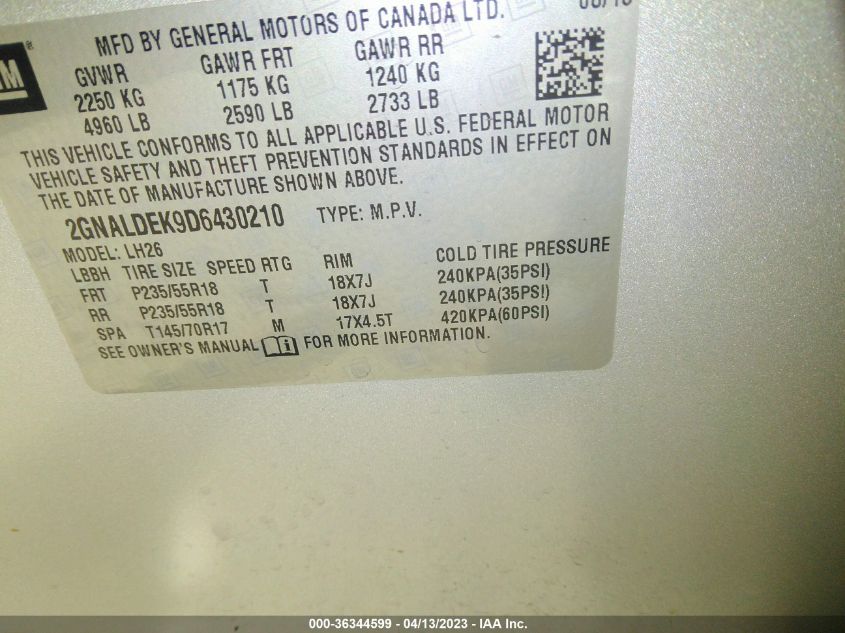 MFD BY GENERAL MOTORS OF CANADA LTD.
GM
GVWR GAWR FRT GAWR RR
2250 KG 1175 KG 1240 KG
4960 LB 2590 LB 2733 LB
THIS VEHICLE CONFORMS TO ALL APPLICABLE U.S. FEDERAL MOTOR
VEHICLE SAFETY AND THEFT PREVENTION STANDARDS IN EFFECT ON
THE DATE OF MANUFACTURE SHOWN ABOVE.
2GNALDEK9D6430210 TYPE: M.P.V.
MODEL: LH26
LBBH TIRE SIZE SPEED RTG RIM COLD TIRE PRESSURE
FRT P235/55R18 T 18X7J 240KPA(35PSI)
RR P235/55R18 T 18X7J 240KPA(35PSI)
SPA T145/70R17 M 17X4.5T 420KPA(60PSI)
SEE OWNER'S MANUAL i FOR MORE INFORMATION.
000-36344599 - 04/13/2023 - IAA Inc.